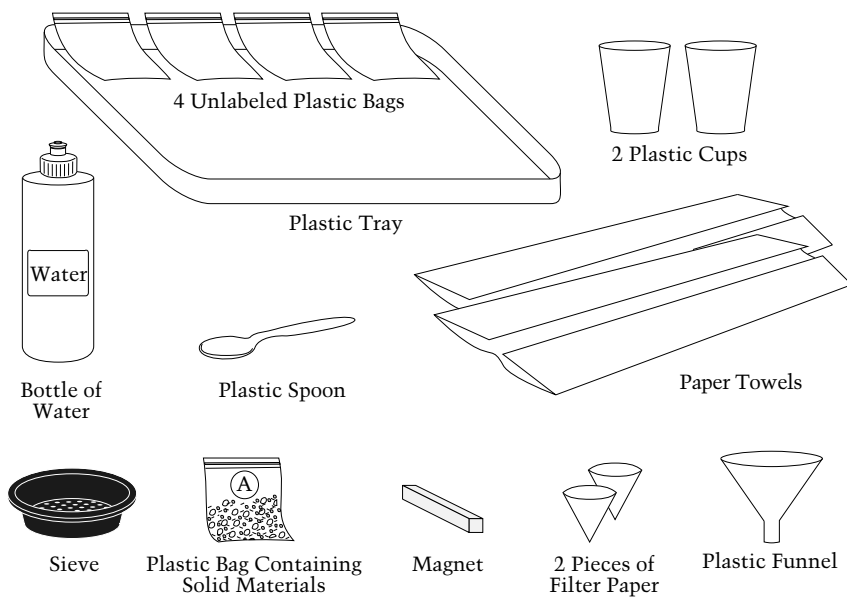 4 Unlabeled Plastic Bags
2 Plastic Cups
Plastic Tray
Water
Bottle of
Water
Plastic Spoon
Paper Towels
A
Sieve
Plastic Bag Containing
Solid Materials
Magnet
2 Pieces of
Filter Paper
Plastic Funnel